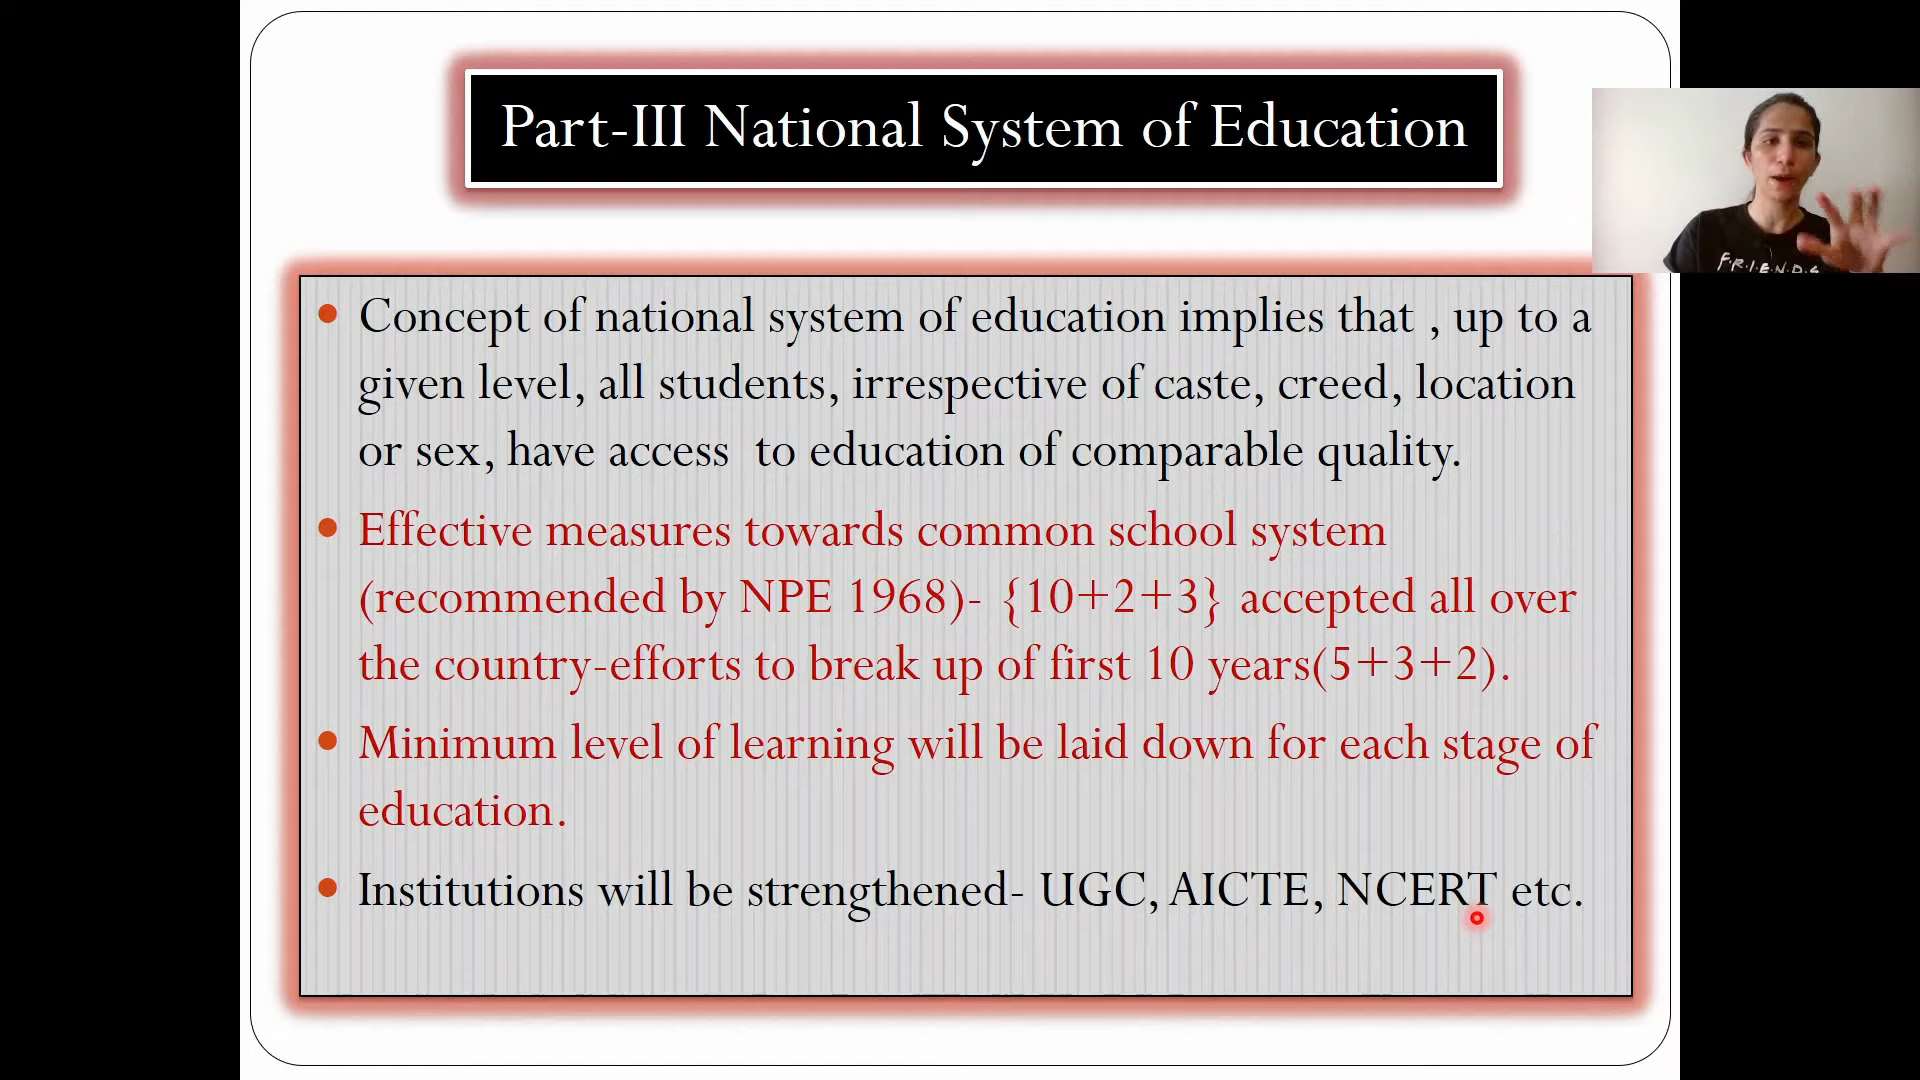 Part-III National System of Education
F.R.I.E.N.D.S
Concept of national system of education implies that , up to a
given level, all students, irrespective of caste, creed, location
or sex, have access to education of comparable quality.
Effective measures towards common school system
(recommended by NPE 1968)- {10+2+3} accepted all over
the country-efforts to break up of first 10 years(5+3+2).
Minimum level of learning will be laid down for each stage of
education.
Institutions will be strengthened- UGC, AICTE, NCERT etc.